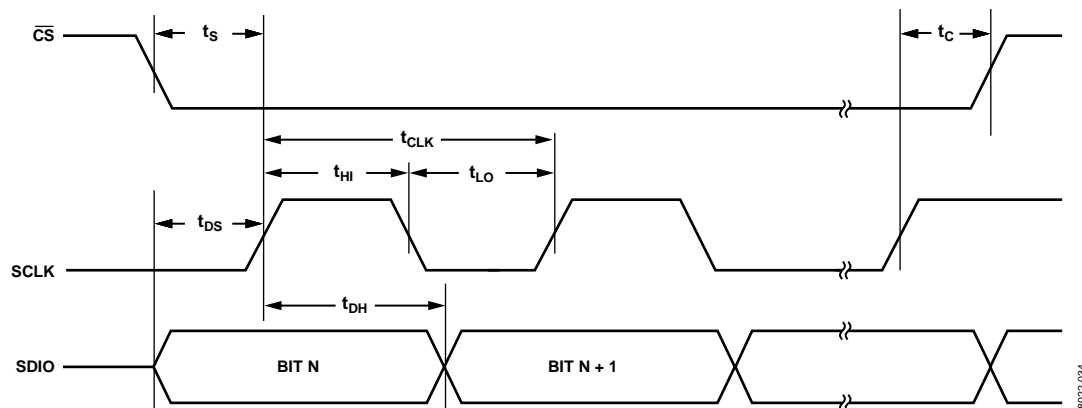 CS
tS
tC
tCLK
tHI
tLO
tDS
SCLK
tDH
SDIO
BIT N
BIT N + 1